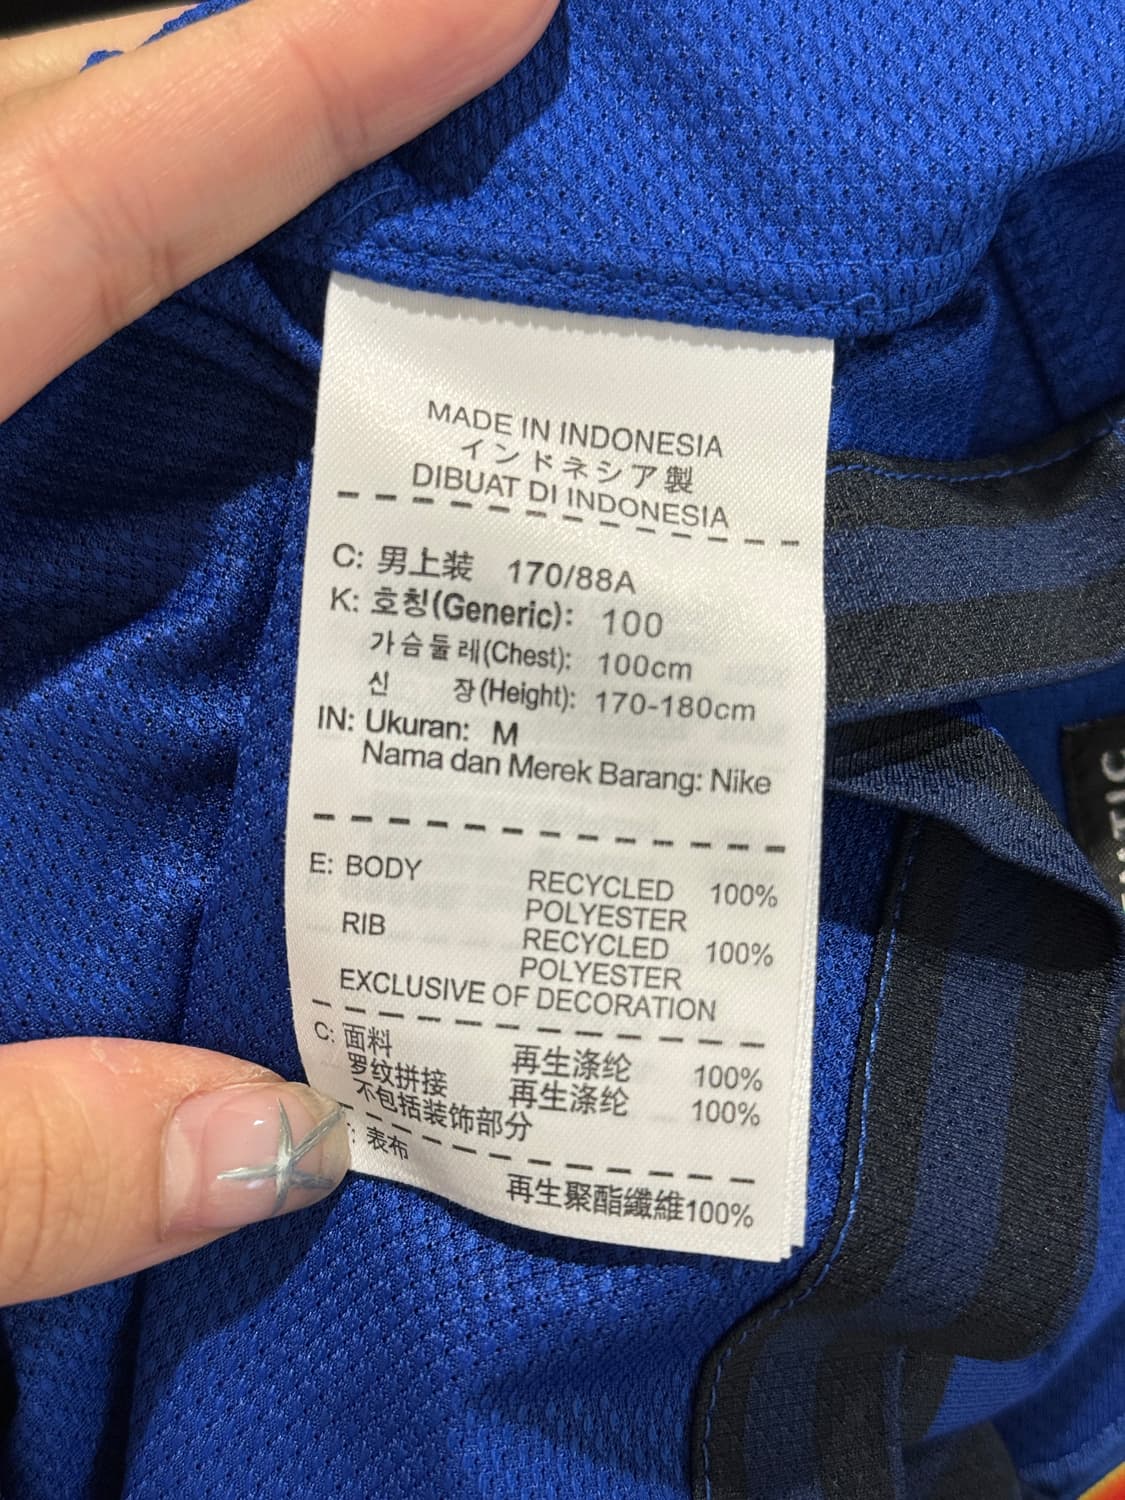 MADE IN INDONESIA
インドネシア製
DIBUAT DI INDONESIA
C: 男上装 170/88A
K: 호칭(Generic): 100
가슴둘레(Chest): 100cm
신 장(Height): 170-180cm
IN: Ukuran: M
Nama dan Merek Barang: Nike
E: BODY RECYCLED 100%
POLYESTER
RIB RECYCLED 100%
POLYESTER
EXCLUSIVE OF DECORATION
C: 面料 再生涤纶 100%
罗纹拼接 再生涤纶 100%
不包括装饰部分
: 表布
再生聚酯纖維100%